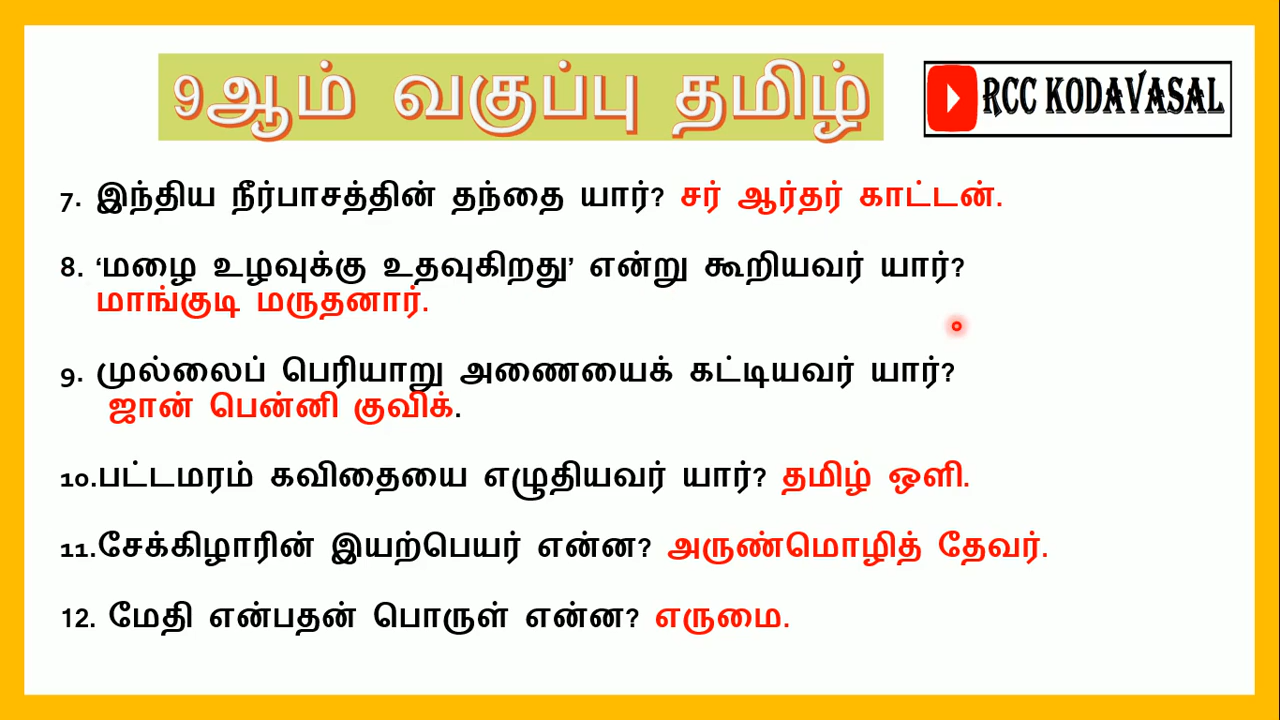 9ஆம் வகுப்பு தமிழ்
RCC KODAVASAL
7. இந்திய நீர்பாசத்தின் தந்தை யார்? சர் ஆர்தர் காட்டன்.
8. ‘மழை உழவுக்கு உதவுகிறது’ என்று கூறியவர் யார்?
மாங்குடி மருதனார்.
9. முல்லைப் பெரியாறு அணையைக் கட்டியவர் யார்?
ஜான் பென்னி குவிக்.
10.பட்டமரம் கவிதையை எழுதியவர் யார்? தமிழ் ஒளி.
11.சேக்கிழாரின் இயற்பெயர் என்ன? அருண்மொழித் தேவர்.
12. மேதி என்பதன் பொருள் என்ன? எருமை.